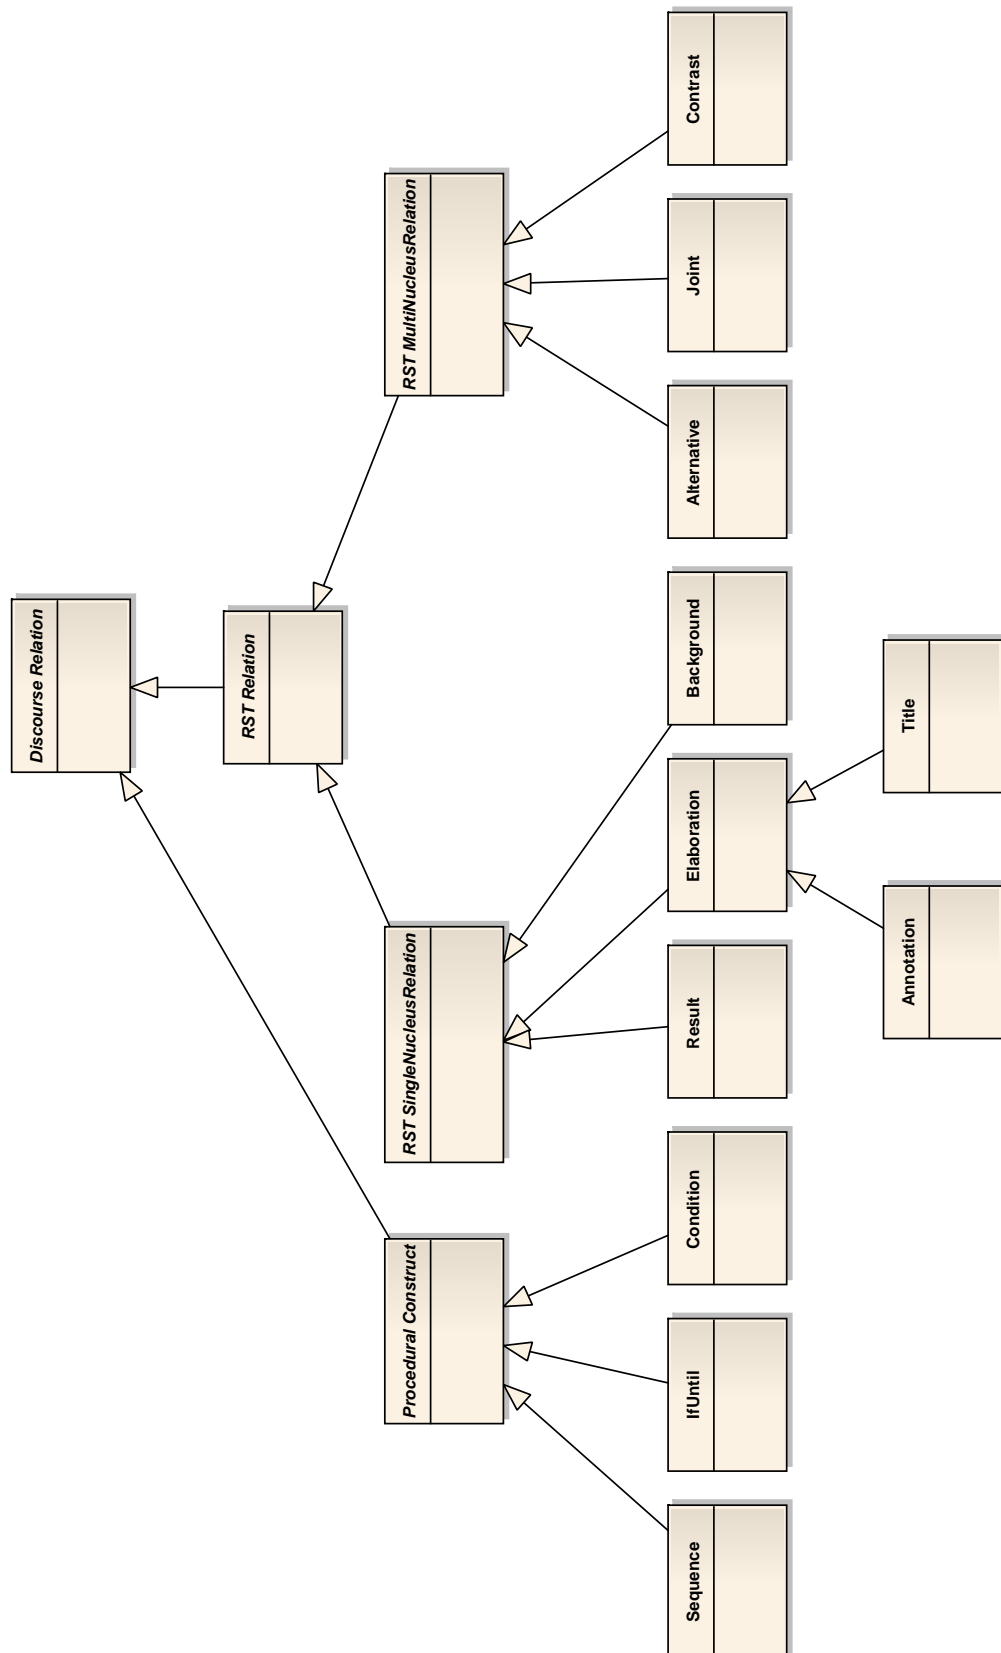 Discourse Relation
RST Relation
Procedural Construct
RST SingleNucleusRelation
RST MultiNucleusRelation
Sequence
IfUntil
Condition
Result
Elaboration
Background
Alternative
Joint
Contrast
Annotation
Title